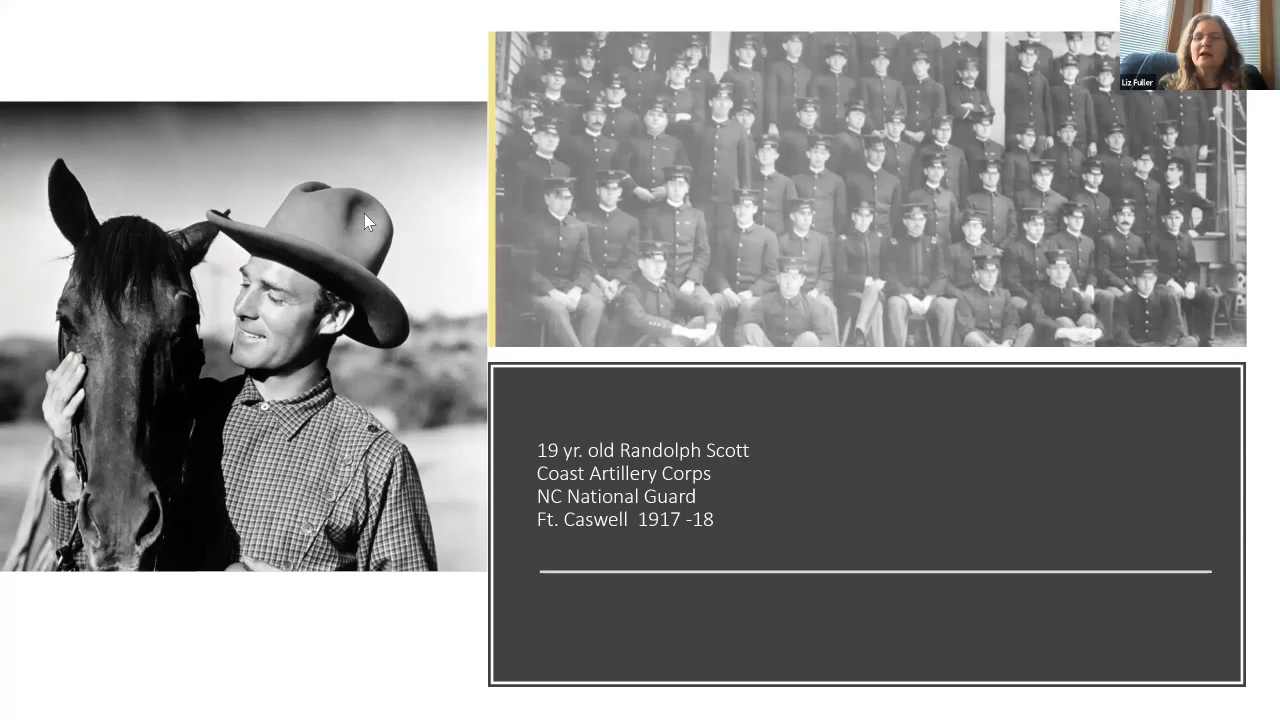 Liz Fuller
19 yr. old Randolph Scott
Coast Artillery Corps
NC National Guard
Ft. Caswell  1917 -18